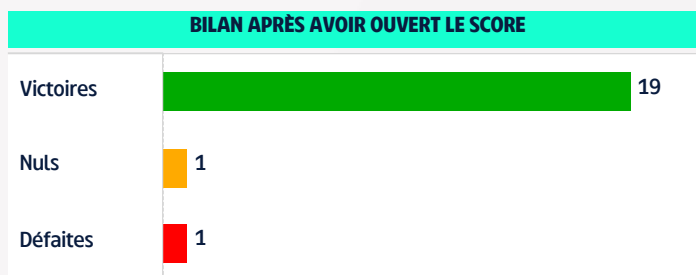 BILAN APRÈS AVOIR OUVERT LE SCORE
Victoires 19
Nuls 1
Défaites 1